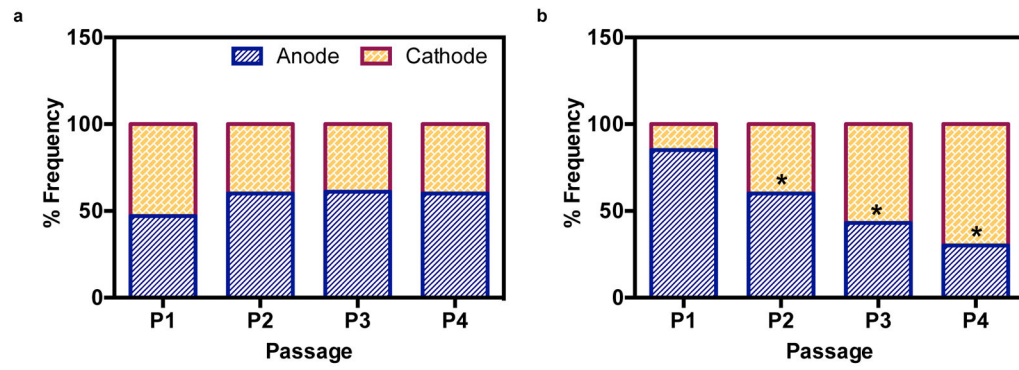 a
150
100
50
0
% Frequency
Anode
Cathode
P1 P2 P3 P4
Passage
b
150
100
50
0
% Frequency
*
*
*
P1 P2 P3 P4
Passage